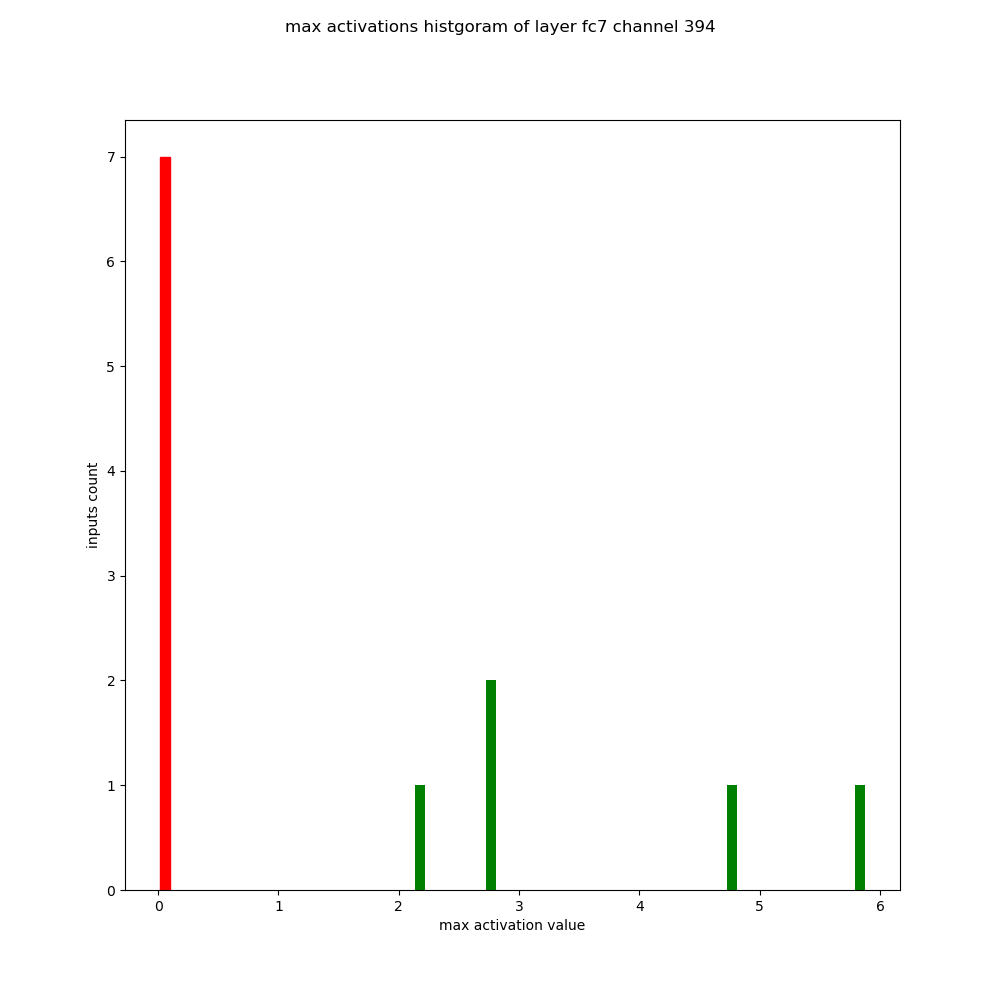 max activations histgoram of layer fc7 channel 394
7
6
5
4
3
2
1
0
inputs count
0 1 2 3 4 5 6
max activation value